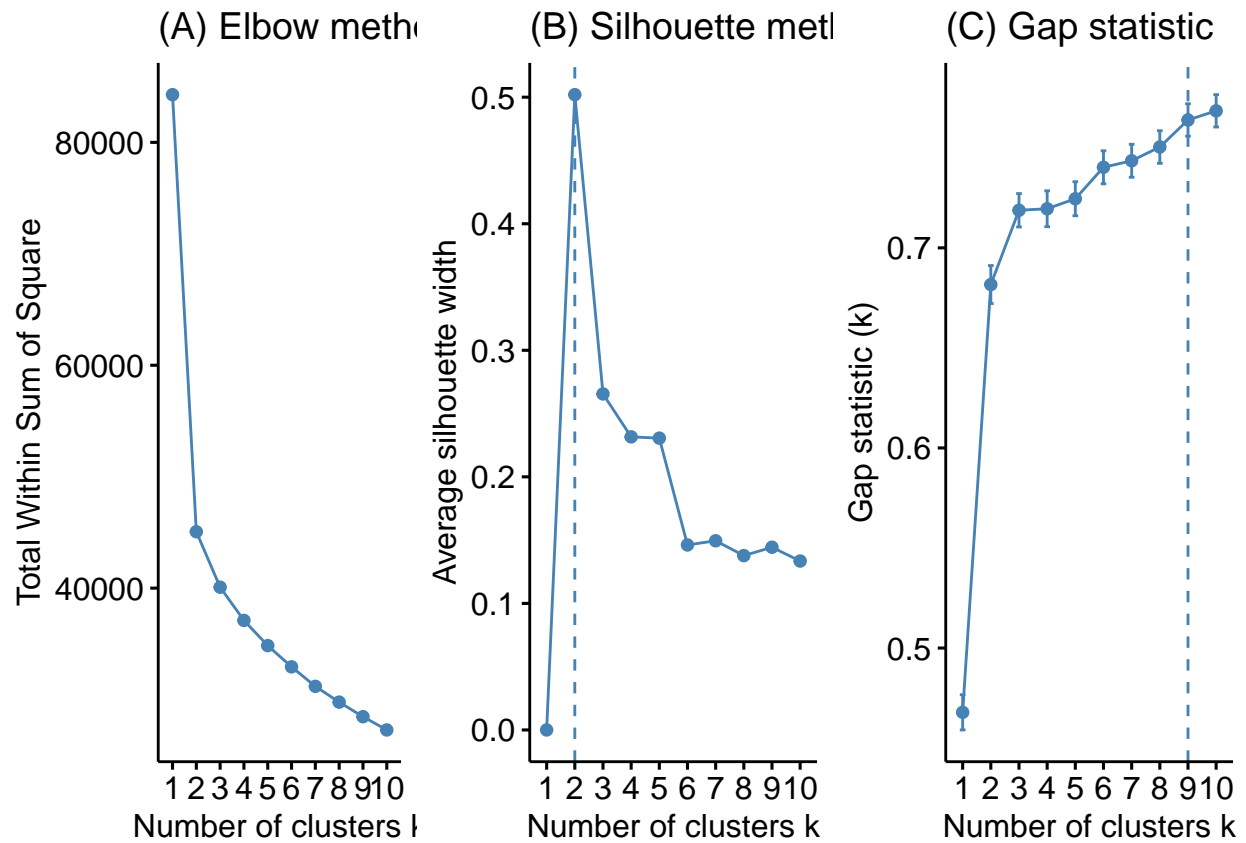 (A) Elbow meth
Total Within Sum of Square
80000
60000
40000
1 2 3 4 5 6 7 8 9 10
Number of clusters k
(B) Silhouette met
Average silhouette width
0.5
0.4
0.3
0.2
0.1
0.0
1 2 3 4 5 6 7 8 9 10
Number of clusters k
(C) Gap statistic
Gap statistic (k)
0.7
0.6
0.5
1 2 3 4 5 6 7 8 9 10
Number of clusters k